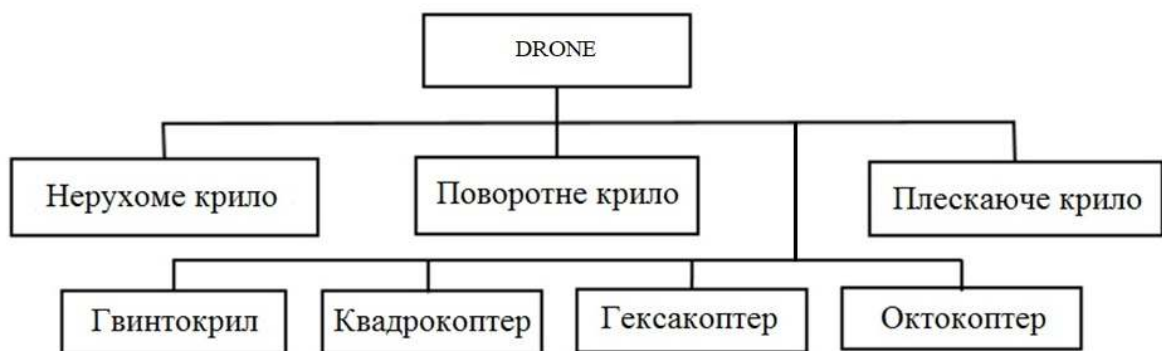 DRONE
Нерухоме крило
Поворотне крило
Плескаюче крило
Гвинтокрил
Квадрокоптер
Гексакоптер
Октокоптер